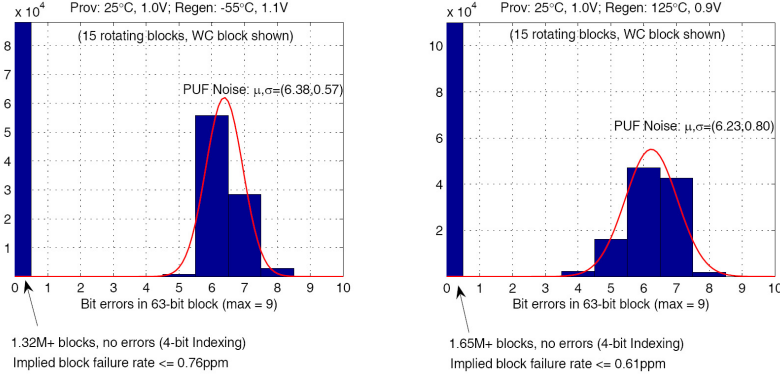 Prov: 25°C, 1.0V; Regen: -55°C, 1.1V
x 10^4
(15 rotating blocks, WC block shown)
PUF Noise: μ,σ=(6.38,0.57)
8
7
6
5
4
3
2
1
0 1 2 3 4 5 6 7 8 9 10
Bit errors in 63-bit block (max = 9)
1.32M+ blocks, no errors (4-bit Indexing)
Implied block failure rate <= 0.76ppm
Prov: 25°C, 1.0V; Regen: 125°C, 0.9V
x 10^4
(15 rotating blocks, WC block shown)
PUF Noise: μ,σ=(6.23,0.80)
10
8
6
4
2
0 1 2 3 4 5 6 7 8 9 10
Bit errors in 63-bit block (max = 9)
1.65M+ blocks, no errors (4-bit Indexing)
Implied block failure rate <= 0.61ppm